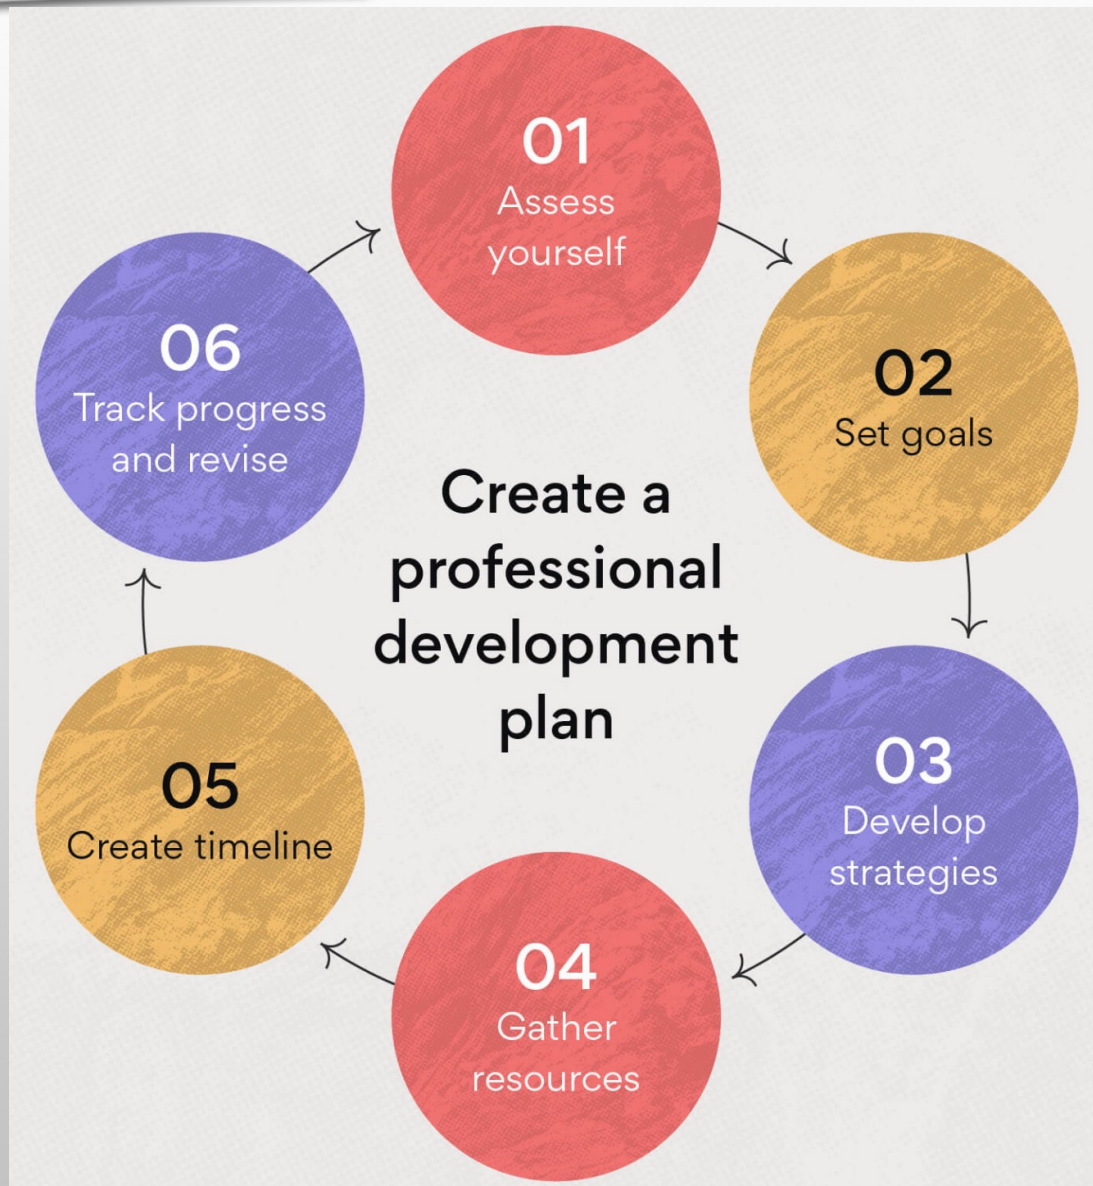 Create a
professional
development
plan
01
Assess
yourself
02
Set goals
03
Develop
strategies
04
Gather
resources
05
Create timeline
06
Track progress
and revise